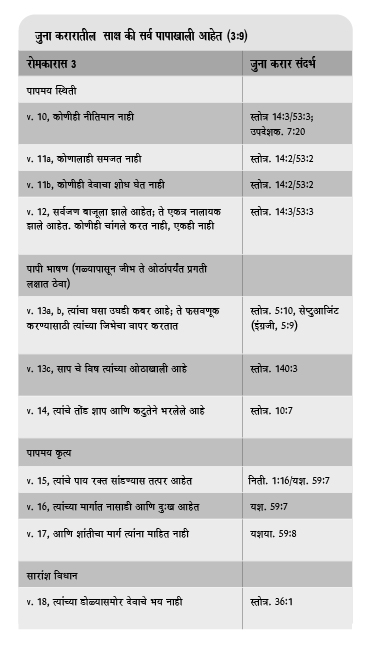 जुना करारातील साक्ष की सर्व पापाखाली आहेत (3:9)
रोमकारास 3 जुना करार संदर्भ
पापमय स्थिती
v. 10, कोणीही नीतिमान नाही स्तोत्र 14:3/53:3;
उपदेशक. 7:20
v. 11a, कोणालाही समजत नाही स्तोत्र. 14:2/53:2
v. 11b, कोणीही देवाचा शोध घेत नाही स्तोत्र. 14:2/53:2
v. 12, सर्वजण बाजूला झाले आहेत; ते एकत्र नालायक स्तोत्र. 14:3/53:3
झाले आहेत. कोणीही चांगले करत नाही, एकही नाही
पापी भाषण (गळ्यापासून जीभ ते ओठांपर्यंत प्रगती
लक्षात ठेवा)
v. 13a, b, त्यांचा घसा उघडी कबर आहे; ते फसवणूक स्तोत्र. 5:10, सेप्टुआजिंट
करण्यासाठी त्यांच्या जिभेचा वापर करतात (इंग्रजी, 5:9)
v. 13c, साप चे विष त्यांच्या ओठाखाली आहे स्तोत्र. 140:3
v. 14, त्यांचे तोंड शाप आणि कटुतेने भरलेले आहे स्तोत्र. 10:7
पापमय कृत्य
v. 15, त्यांचे पाय रक्त सांडण्यास तत्पर आहेत निती. 1:16/यश. 59:7
v. 16, त्यांच्या मार्गात नासाडी आणि दुःख आहेत यश. 59:7
v. 17, आणि शांतीचा मार्ग त्यांना माहित नाही यशया. 59:8
सारांश विधान
v. 18, त्यांच्या डोळ्यासमोर देवाचे भय नाही स्तोत्र. 36:1